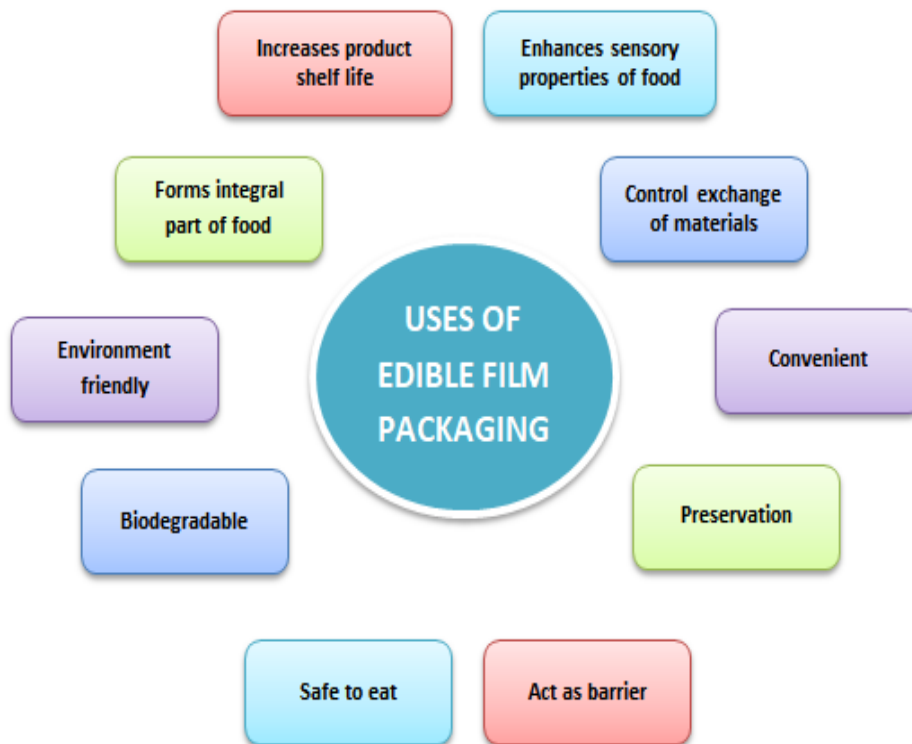 Increases product
shelf life
Enhances sensory
properties of food
Forms integral
part of food
Control exchange
of materials
USES OF
EDIBLE FILM
PACKAGING
Environment
friendly
Convenient
Biodegradable
Preservation
Safe to eat
Act as barrier